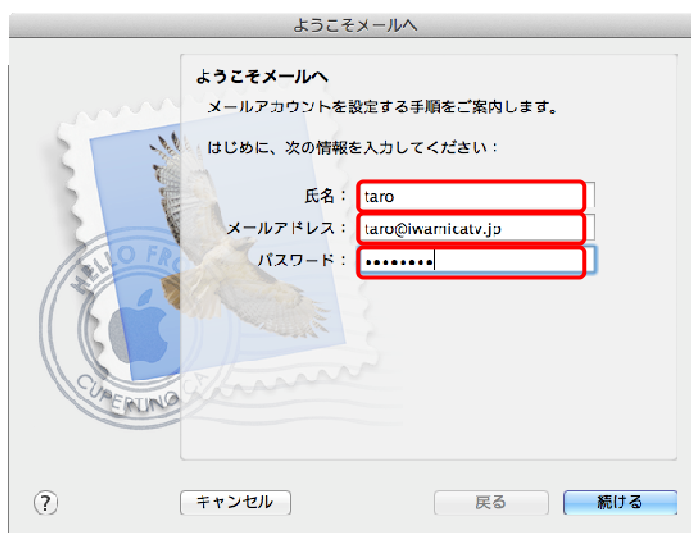 ようこそメールへ
ようこそメールへ
メールアカウントを設定する手順をご案内します。
はじめに、次の情報を入力してください：
氏名： taro
メールアドレス： taro@iwamicatv.jp
パスワード： ••••••••
HELLO FRO
CUPERTINO CA
? キャンセル 戻る 続ける